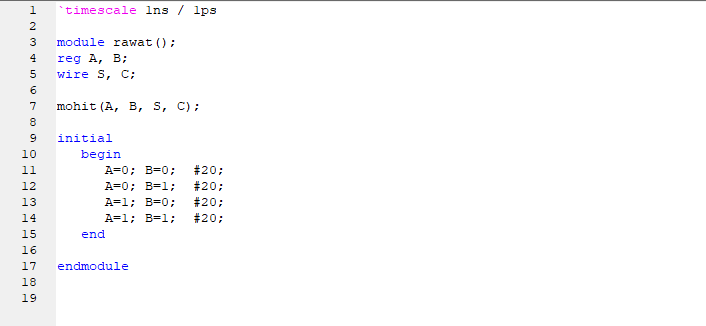 1 `timescale 1ns / 1ps
2
3 module rawat();
4 reg A, B;
5 wire S, C;
6
7 mohit(A, B, S, C);
8
9 initial
10 begin
11 A=0; B=0; #20;
12 A=0; B=1; #20;
13 A=1; B=0; #20;
14 A=1; B=1; #20;
15 end
16
17 endmodule
18
19